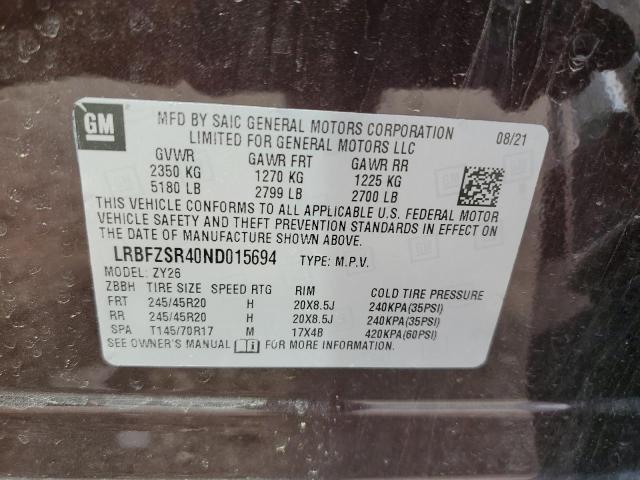 GM
MFD BY SAIC GENERAL MOTORS CORPORATION 08/21
LIMITED FOR GENERAL MOTORS LLC
GVWR GAWR FRT GAWR RR
2350 KG 1270 KG 1225 KG
5180 LB 2799 LB 2700 LB
THIS VEHICLE CONFORMS TO ALL APPLICABLE U.S. FEDERAL MOTOR
VEHICLE SAFETY AND THEFT PREVENTION STANDARDS IN EFFECT ON
THE DATE OF MANUFACTURE SHOWN ABOVE.
LRBFZSR40ND015694 TYPE: M.P.V.
MODEL: ZY26
ZBBH TIRE SIZE SPEED RTG RIM COLD TIRE PRESSURE
FRT 245/45R20 H 20X8.5J 240KPA(35PSI)
RR 245/45R20 H 20X8.5J 240KPA(35PSI)
SPA T145/70R17 M 17X4B 420KPA(60PSI)
SEE OWNER'S MANUAL FOR MORE INFORMATION.